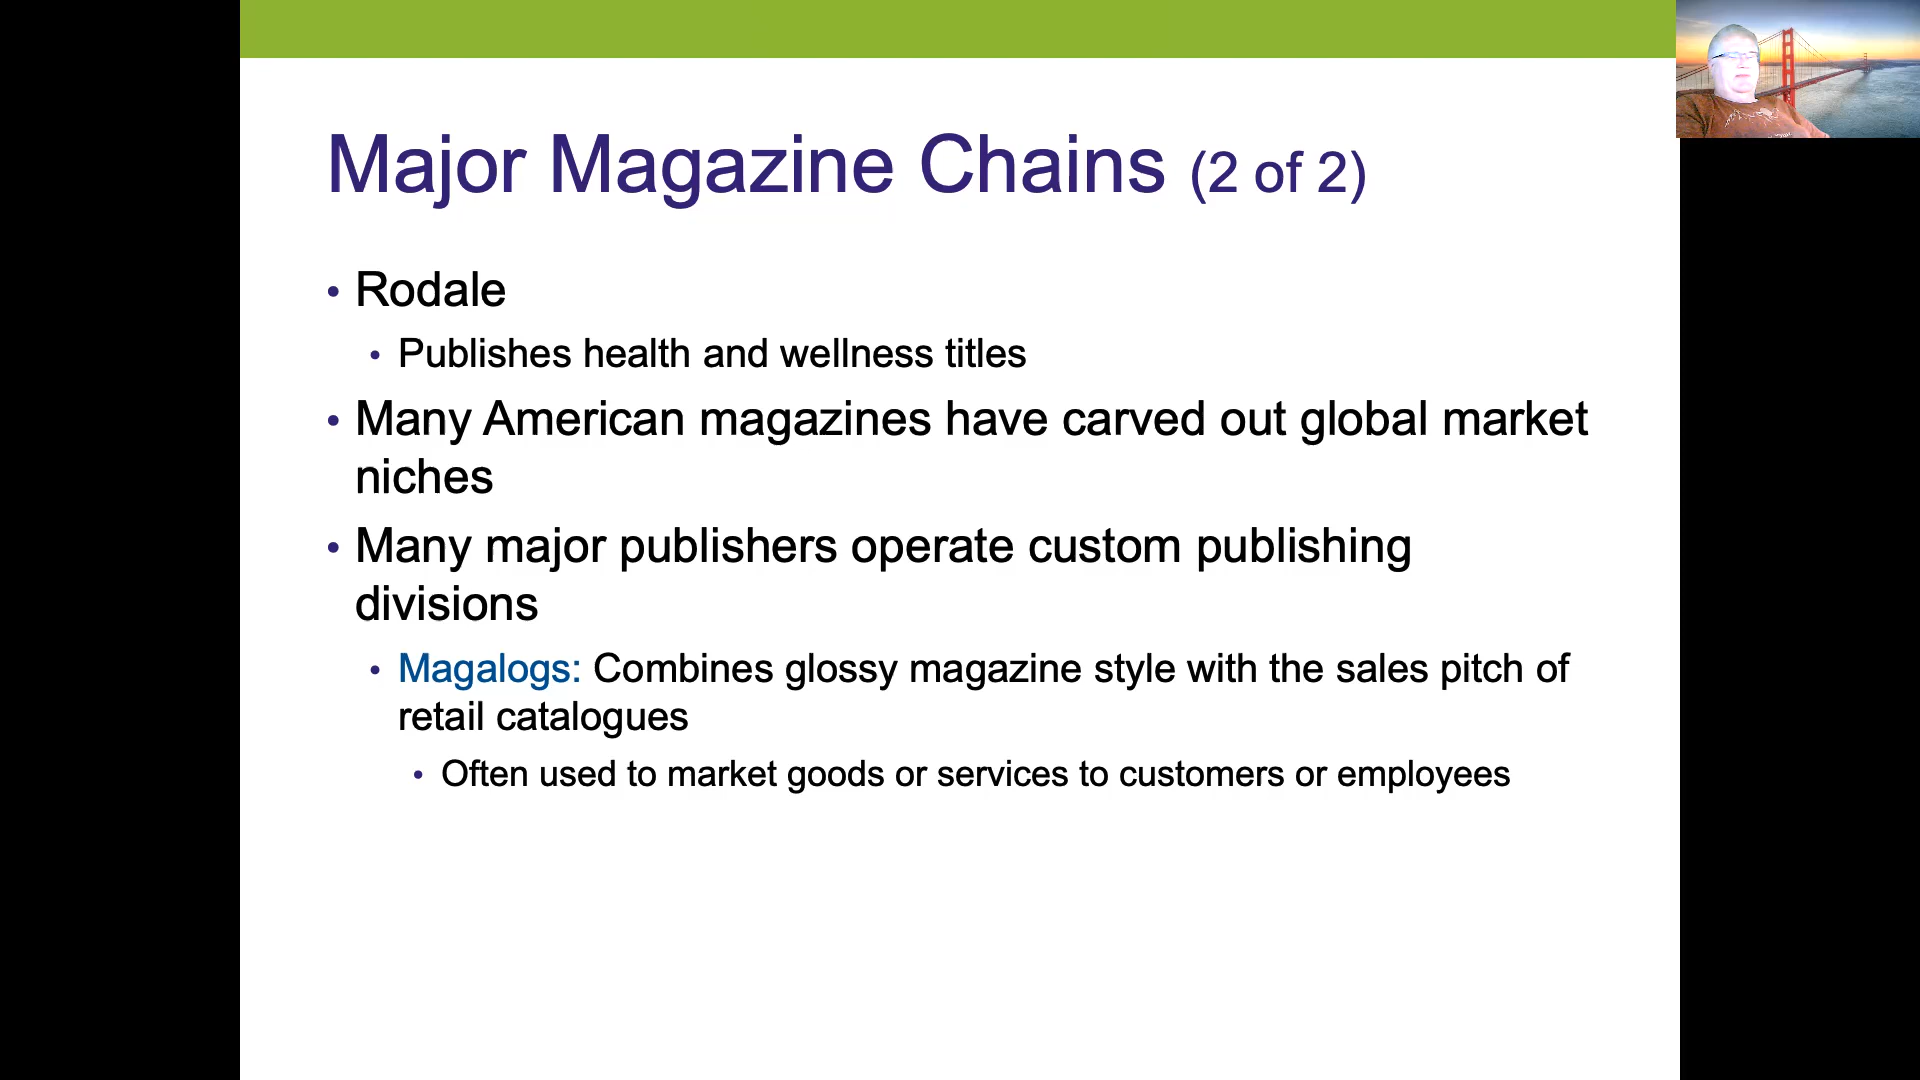 Major Magazine Chains (2 of 2)
• Rodale
• Publishes health and wellness titles
• Many American magazines have carved out global market
niches
• Many major publishers operate custom publishing
divisions
• Magalogs: Combines glossy magazine style with the sales pitch of
retail catalogues
• Often used to market goods or services to customers or employees